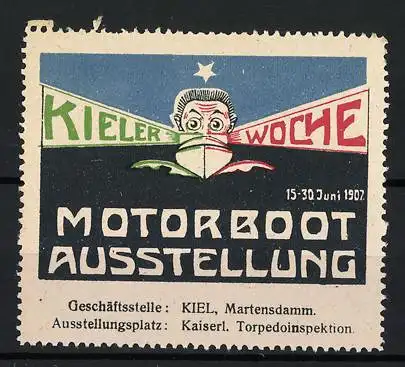 KIELER WOCHE
15-30 Juni 1907
MOTORBOOT
AUSSTELLUNG
Geschäftsstelle: KIEL, Martensdamm.
Ausstellungsplatz: Kaiserl. Torpedoinspektion